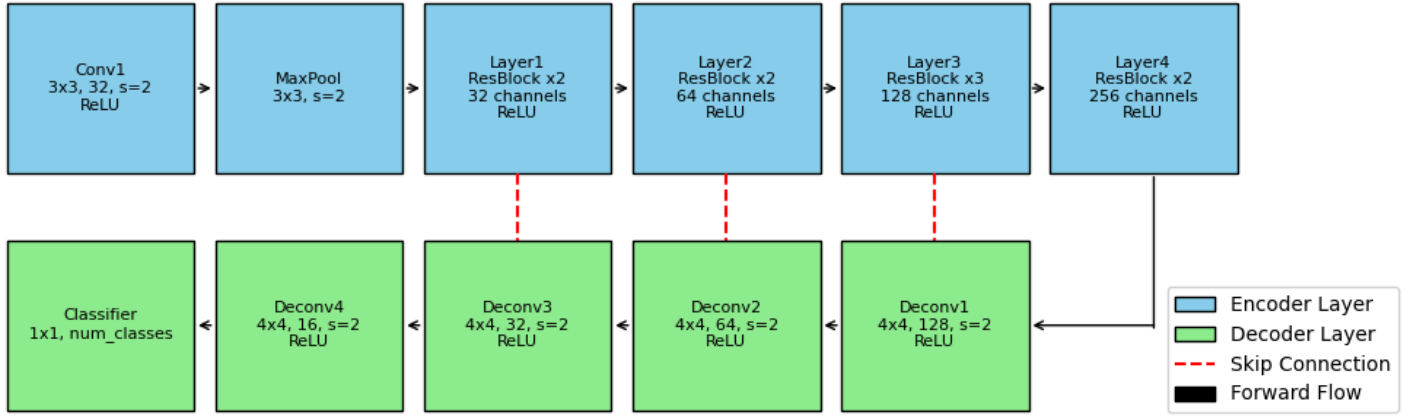 Conv1
3x3, 32, s=2
ReLU
MaxPool
3x3, s=2
Layer1
ResBlock x2
32 channels
ReLU
Layer2
ResBlock x2
64 channels
ReLU
Layer3
ResBlock x3
128 channels
ReLU
Layer4
ResBlock x2
256 channels
ReLU
Classifier
1x1, num_classes
Deconv4
4x4, 16, s=2
ReLU
Deconv3
4x4, 32, s=2
ReLU
Deconv2
4x4, 64, s=2
ReLU
Deconv1
4x4, 128, s=2
ReLU
Encoder Layer
Decoder Layer
Skip Connection
Forward Flow